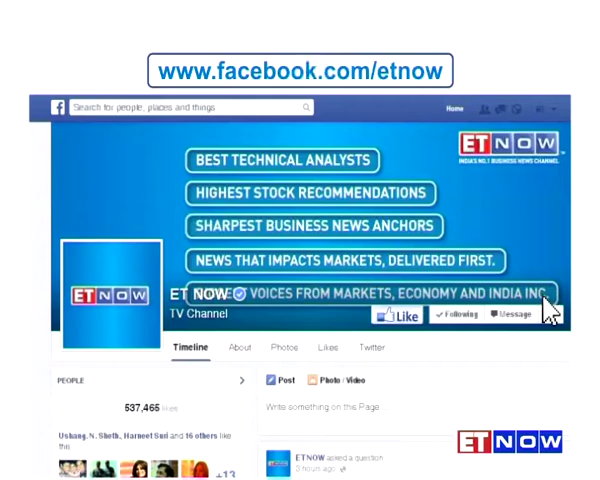 www.facebook.com/etnow
Search for people, places and things
Home
ET NOW
INDIA'S NO.1 BUSINESS NEWS CHANNEL
BEST TECHNICAL ANALYSTS
HIGHEST STOCK RECOMMENDATIONS
SHARPEST BUSINESS NEWS ANCHORS
NEWS THAT IMPACTS MARKETS, DELIVERED FIRST.
VOICES FROM MARKETS, ECONOMY AND INDIA INC.
ET NOW
ET NOW
TV Channel
Like
Following
Message
Timeline About Photos Likes Twitter
PEOPLE
537,465 likes
Ushang. N. Sheth., Harneet Suri and 16 others like
this
+13
Post Photo / Video
Write something on this Page
ETNOW asked a question
3 hours ago
ET NOW